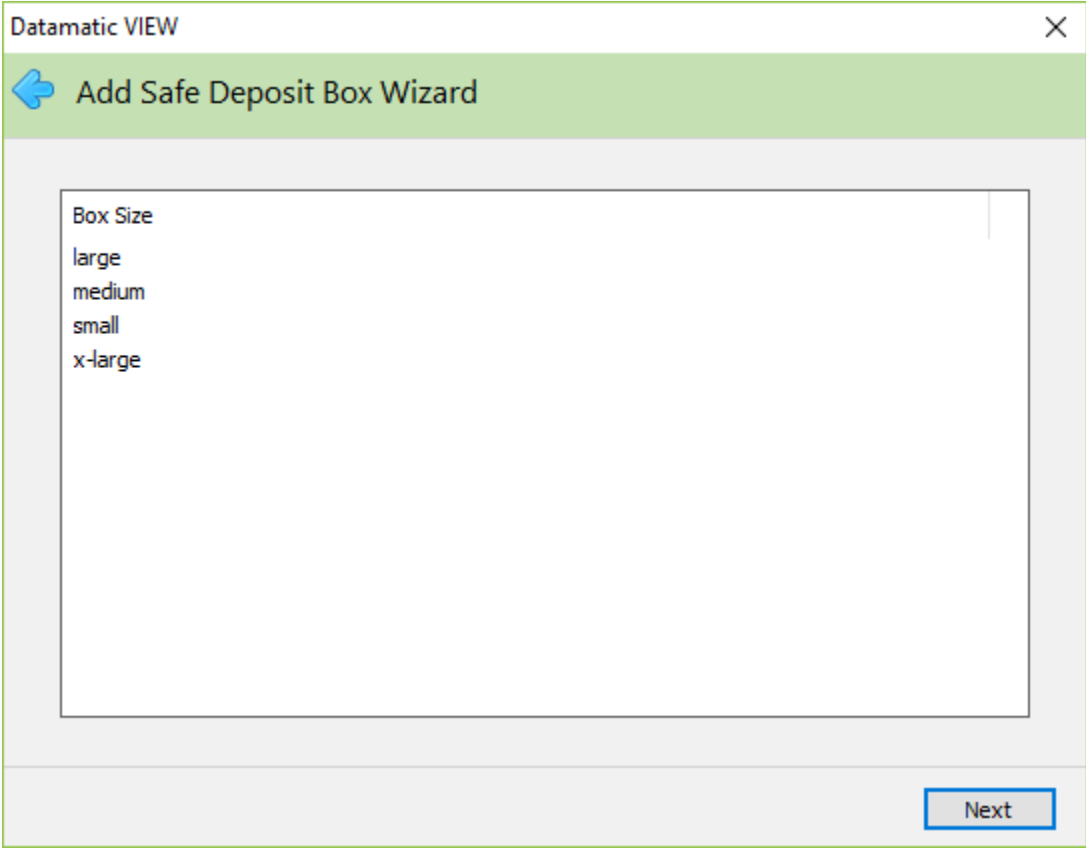 Datamatic VIEW
Add Safe Deposit Box Wizard
Box Size
large
medium
small
x-large
Next